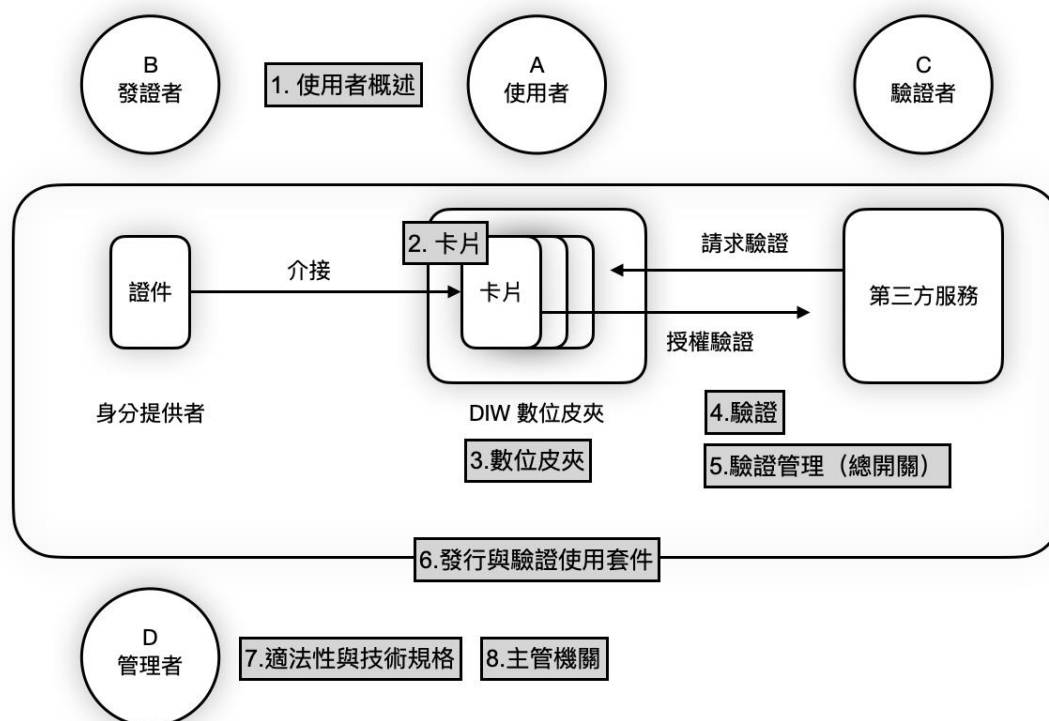 B
發證者
1. 使用者概述
A
使用者
C
驗證者
2. 卡片
證件
介接
卡片
請求驗證
授權驗證
第三方服務
身分提供者
DIW 數位皮夾
3.數位皮夾
4.驗證
5.驗證管理（總開關）
6.發行與驗證使用套件
D
管理者
7.適法性與技術規格
8.主管機關